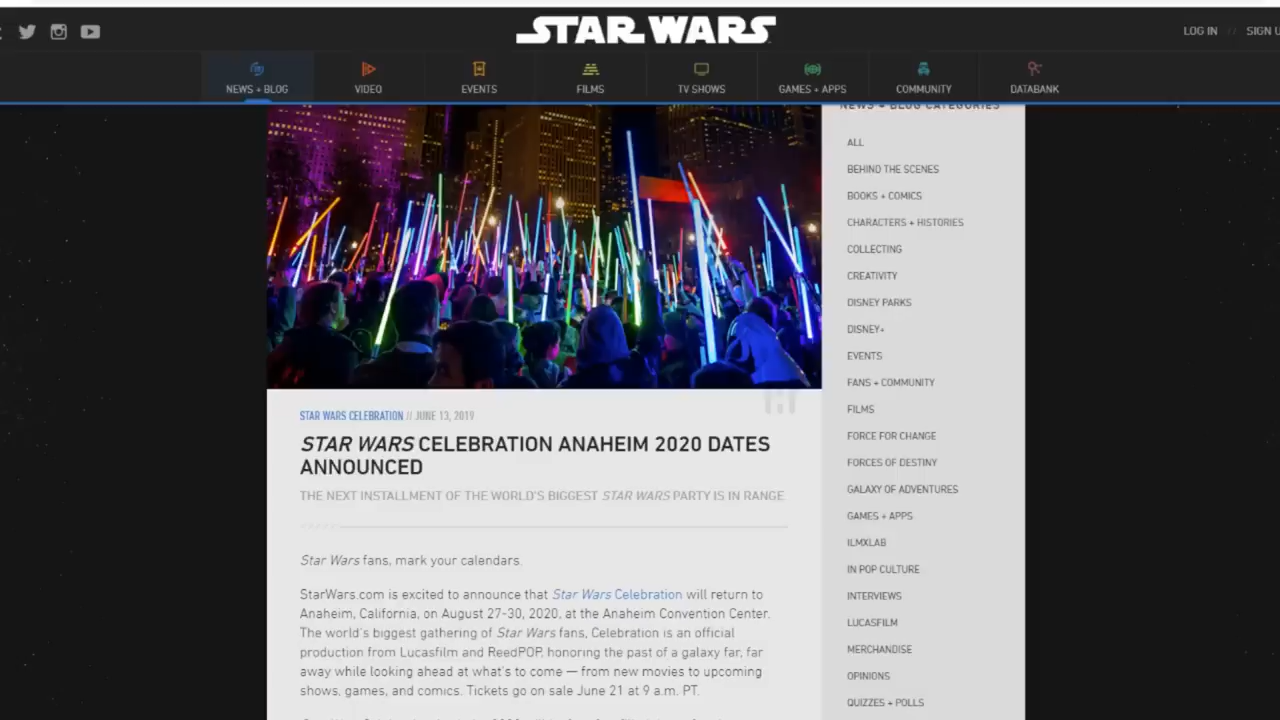 STAR WARS
LOG IN // SIGN U
NEWS + BLOG
VIDEO
EVENTS
FILMS
TV SHOWS
GAMES + APPS
COMMUNITY
DATABANK
NEWS + BLOG CATEGORIES
ALL
BEHIND THE SCENES
BOOKS + COMICS
CHARACTERS + HISTORIES
COLLECTING
CREATIVITY
DISNEY PARKS
DISNEY+
EVENTS
FANS + COMMUNITY
FILMS
FORCE FOR CHANGE
FORCES OF DESTINY
GALAXY OF ADVENTURES
GAMES + APPS
ILMXLAB
IN POP CULTURE
INTERVIEWS
LUCASFILM
MERCHANDISE
OPINIONS
QUIZZES + POLLS
STAR WARS CELEBRATION // JUNE 13, 2019
STAR WARS CELEBRATION ANAHEIM 2020 DATES
ANNOUNCED
THE NEXT INSTALLMENT OF THE WORLD'S BIGGEST STAR WARS PARTY IS IN RANGE.
Star Wars fans, mark your calendars.
StarWars.com is excited to announce that Star Wars Celebration will return to
Anaheim, California, on August 27-30, 2020, at the Anaheim Convention Center.
The world's biggest gathering of Star Wars fans, Celebration is an official
production from Lucasfilm and ReedPOP, honoring the past of a galaxy far, far
away while looking ahead at what's to come — from new movies to upcoming
shows, games, and comics. Tickets go on sale June 21 at 9 a.m. PT.